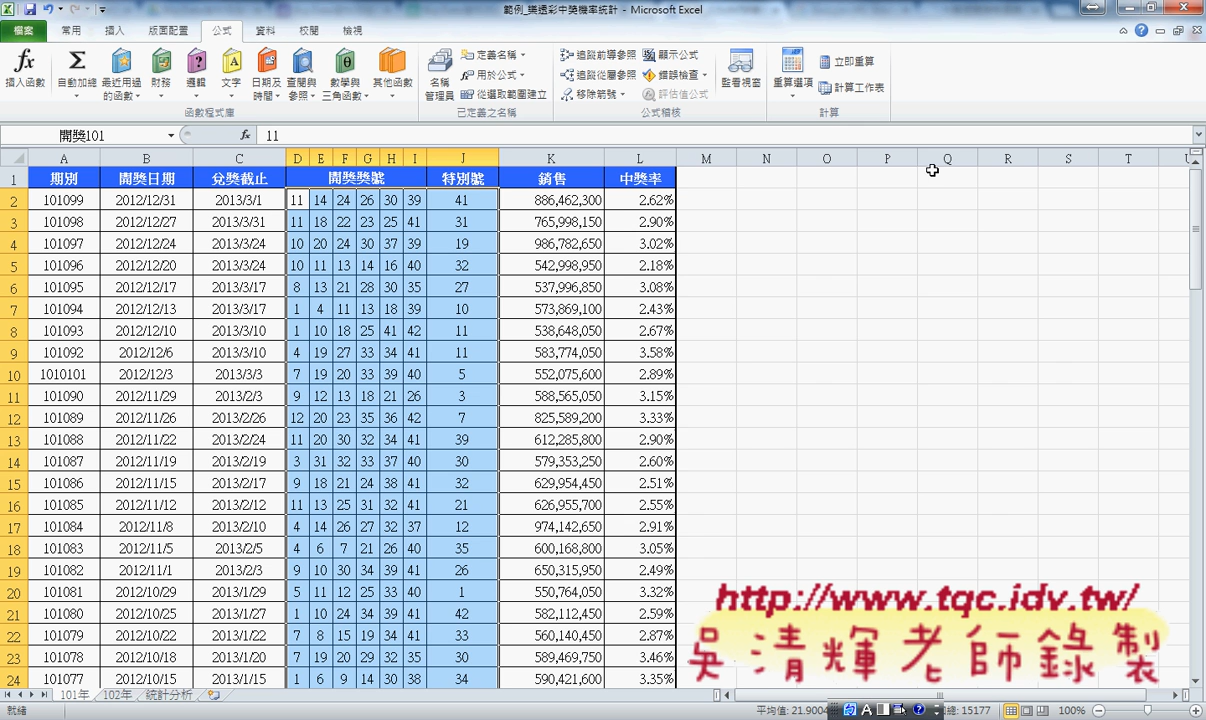 範例_樂透彩中獎機率統計 - Microsoft Excel
檔案 常用 插入 版面配置 公式 資料 校閱 檢視
插入函數 自動加總 最近用過的函數 財務 邏輯 文字 日期及時間 查閱與參照 數學與三角函數 其他函數 名稱管理員 定義名稱 用於公式 從選取範圍建立 追蹤前導參照 追蹤從屬參照 移除箭號 顯示公式 錯誤檢查 評估值公式 監看視窗 重算選項 立即重算 計算工作表
函數程式庫 已定義之名稱 公式稽核 計算
開獎101 fx 11
A B C D E F G H I J K L M N O P Q R S T U
1 期別 開獎日期 兌獎截止 開獎獎號 特別號 銷售 中獎率
2 101099 2012/12/31 2013/3/1 11 14 24 26 30 39 41 886,462,300 2.62%
3 101098 2012/12/27 2013/3/31 11 18 22 23 25 41 31 765,998,150 2.90%
4 101097 2012/12/24 2013/3/24 10 20 24 30 37 39 19 986,782,650 3.02%
5 101096 2012/12/20 2013/3/24 10 11 13 14 16 40 32 542,998,950 2.18%
6 101095 2012/12/17 2013/3/17 8 13 21 28 30 35 27 537,996,850 3.08%
7 101094 2012/12/13 2013/3/17 1 4 11 13 18 39 10 573,869,100 2.43%
8 101093 2012/12/10 2013/3/10 1 10 18 25 41 42 11 538,648,050 2.67%
9 101092 2012/12/6 2013/3/10 4 19 27 33 34 41 11 583,774,050 3.58%
10 1010101 2012/12/3 2013/3/3 7 19 20 33 39 40 5 552,075,600 2.89%
11 101090 2012/11/29 2013/2/3 9 12 13 18 21 26 3 588,565,050 3.15%
12 101089 2012/11/26 2013/2/26 12 20 23 35 36 42 7 825,589,200 3.33%
13 101088 2012/11/22 2013/2/24 11 20 30 32 34 41 39 612,285,800 2.90%
14 101087 2012/11/19 2013/2/19 3 31 32 33 37 40 30 579,353,250 2.60%
15 101086 2012/11/15 2013/2/17 9 18 21 24 38 41 32 629,954,450 2.51%
16 101085 2012/11/12 2013/2/12 11 13 25 31 32 41 21 626,955,700 2.55%
17 101084 2012/11/8 2013/2/10 4 14 26 27 32 37 12 974,142,650 2.91%
18 101083 2012/11/5 2013/2/5 4 6 7 21 26 40 35 600,168,800 3.05%
19 101082 2012/11/1 2013/2/3 9 10 30 34 39 41 26 650,315,950 2.49%
20 101081 2012/10/29 2013/1/29 5 11 12 25 33 40 1 550,764,050 3.32%
21 101080 2012/10/25 2013/1/27 1 10 24 34 39 41 42 582,112,450 2.59%
22 101079 2012/10/22 2013/1/22 7 8 15 19 34 41 33 560,140,450 2.87%
23 101078 2012/10/18 2013/1/20 7 19 20 29 32 35 30 589,469,750 3.46%
24 101077 2012/10/15 2013/1/15 1 6 9 14 30 38 34 590,421,600 3.35%
http://www.tqc.idv.tw/
吳清輝老師錄製
101年 102年 統計分析
就緒 平均值: 21.9004 總: 15177 100%